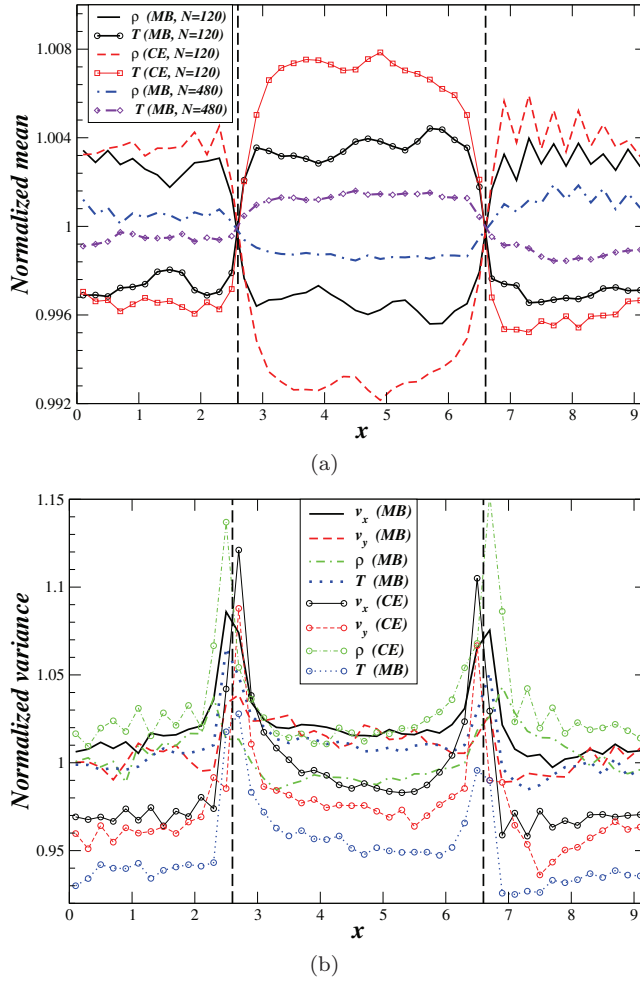 1.008
1.004
1
0.996
0.992
Normalized mean
ρ (MB, N=120)
T (MB, N=120)
ρ (CE, N=120)
T (CE, N=120)
ρ (MB, N=480)
T (MB, N=480)
0 1 2 3 4 5 6 7 8 9
x
(a)
1.15
1.1
1.05
1
0.95
Normalized variance
v_x (MB)
v_y (MB)
ρ (MB)
T (MB)
v_x (CE)
v_y (CE)
ρ (CE)
T (MB)
0 1 2 3 4 5 6 7 8 9
x
(b)